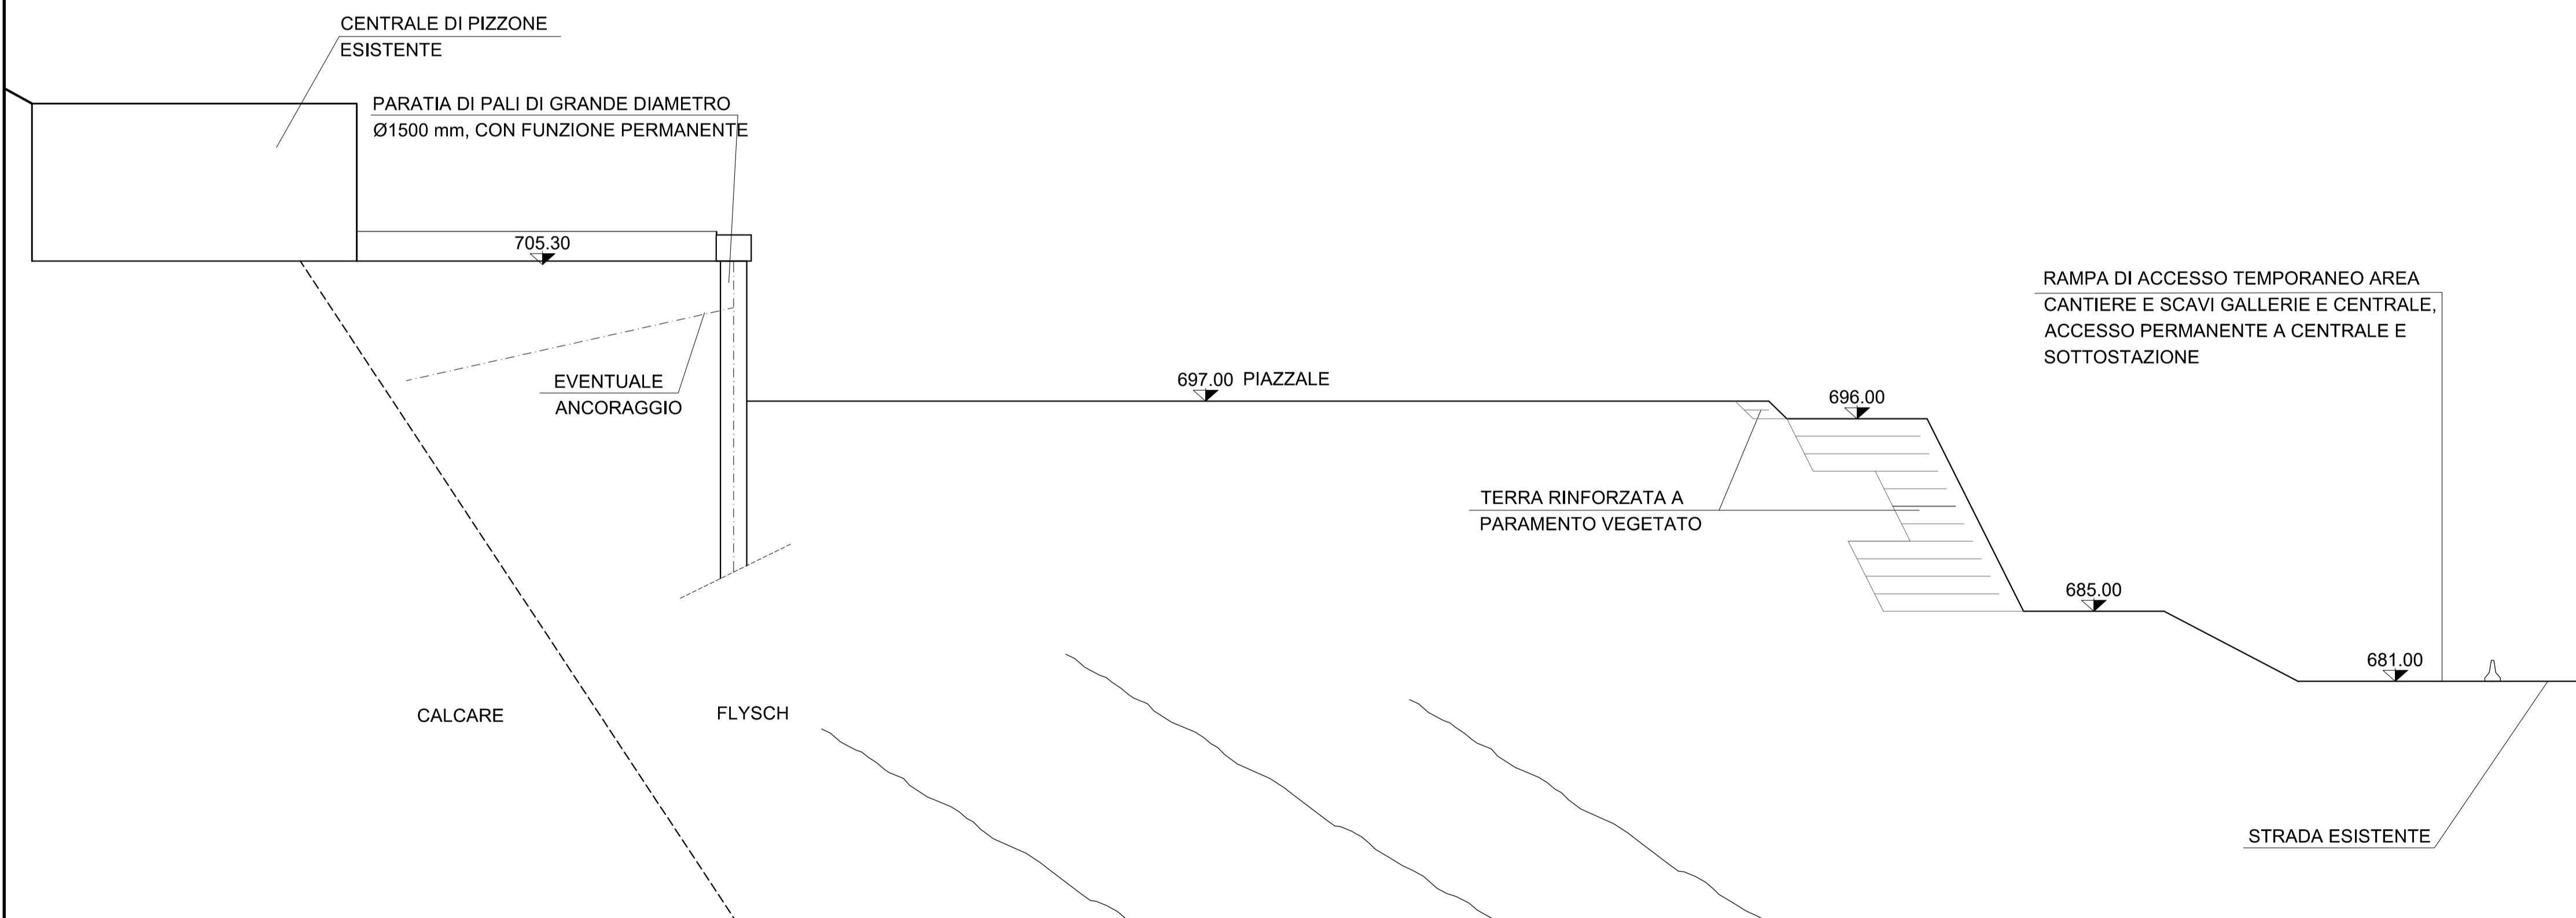 CENTRALE DI PIZZONE
ESISTENTE
PARATIA DI PALI DI GRANDE DIAMETRO
Ø1500 mm, CON FUNZIONE PERMANENTE
705.30
EVENTUALE
ANCORAGGIO
697.00 PIAZZALE
696.00
RAMPA DI ACCESSO TEMPORANEO AREA
CANTIERE E SCAVI GALLERIE E CENTRALE,
ACCESSO PERMANENTE A CENTRALE E
SOTTOSTAZIONE
TERRA RINFORZATA A
PARAMENTO VEGETATO
685.00
681.00
CALCARE
FLYSCH
STRADA ESISTENTE